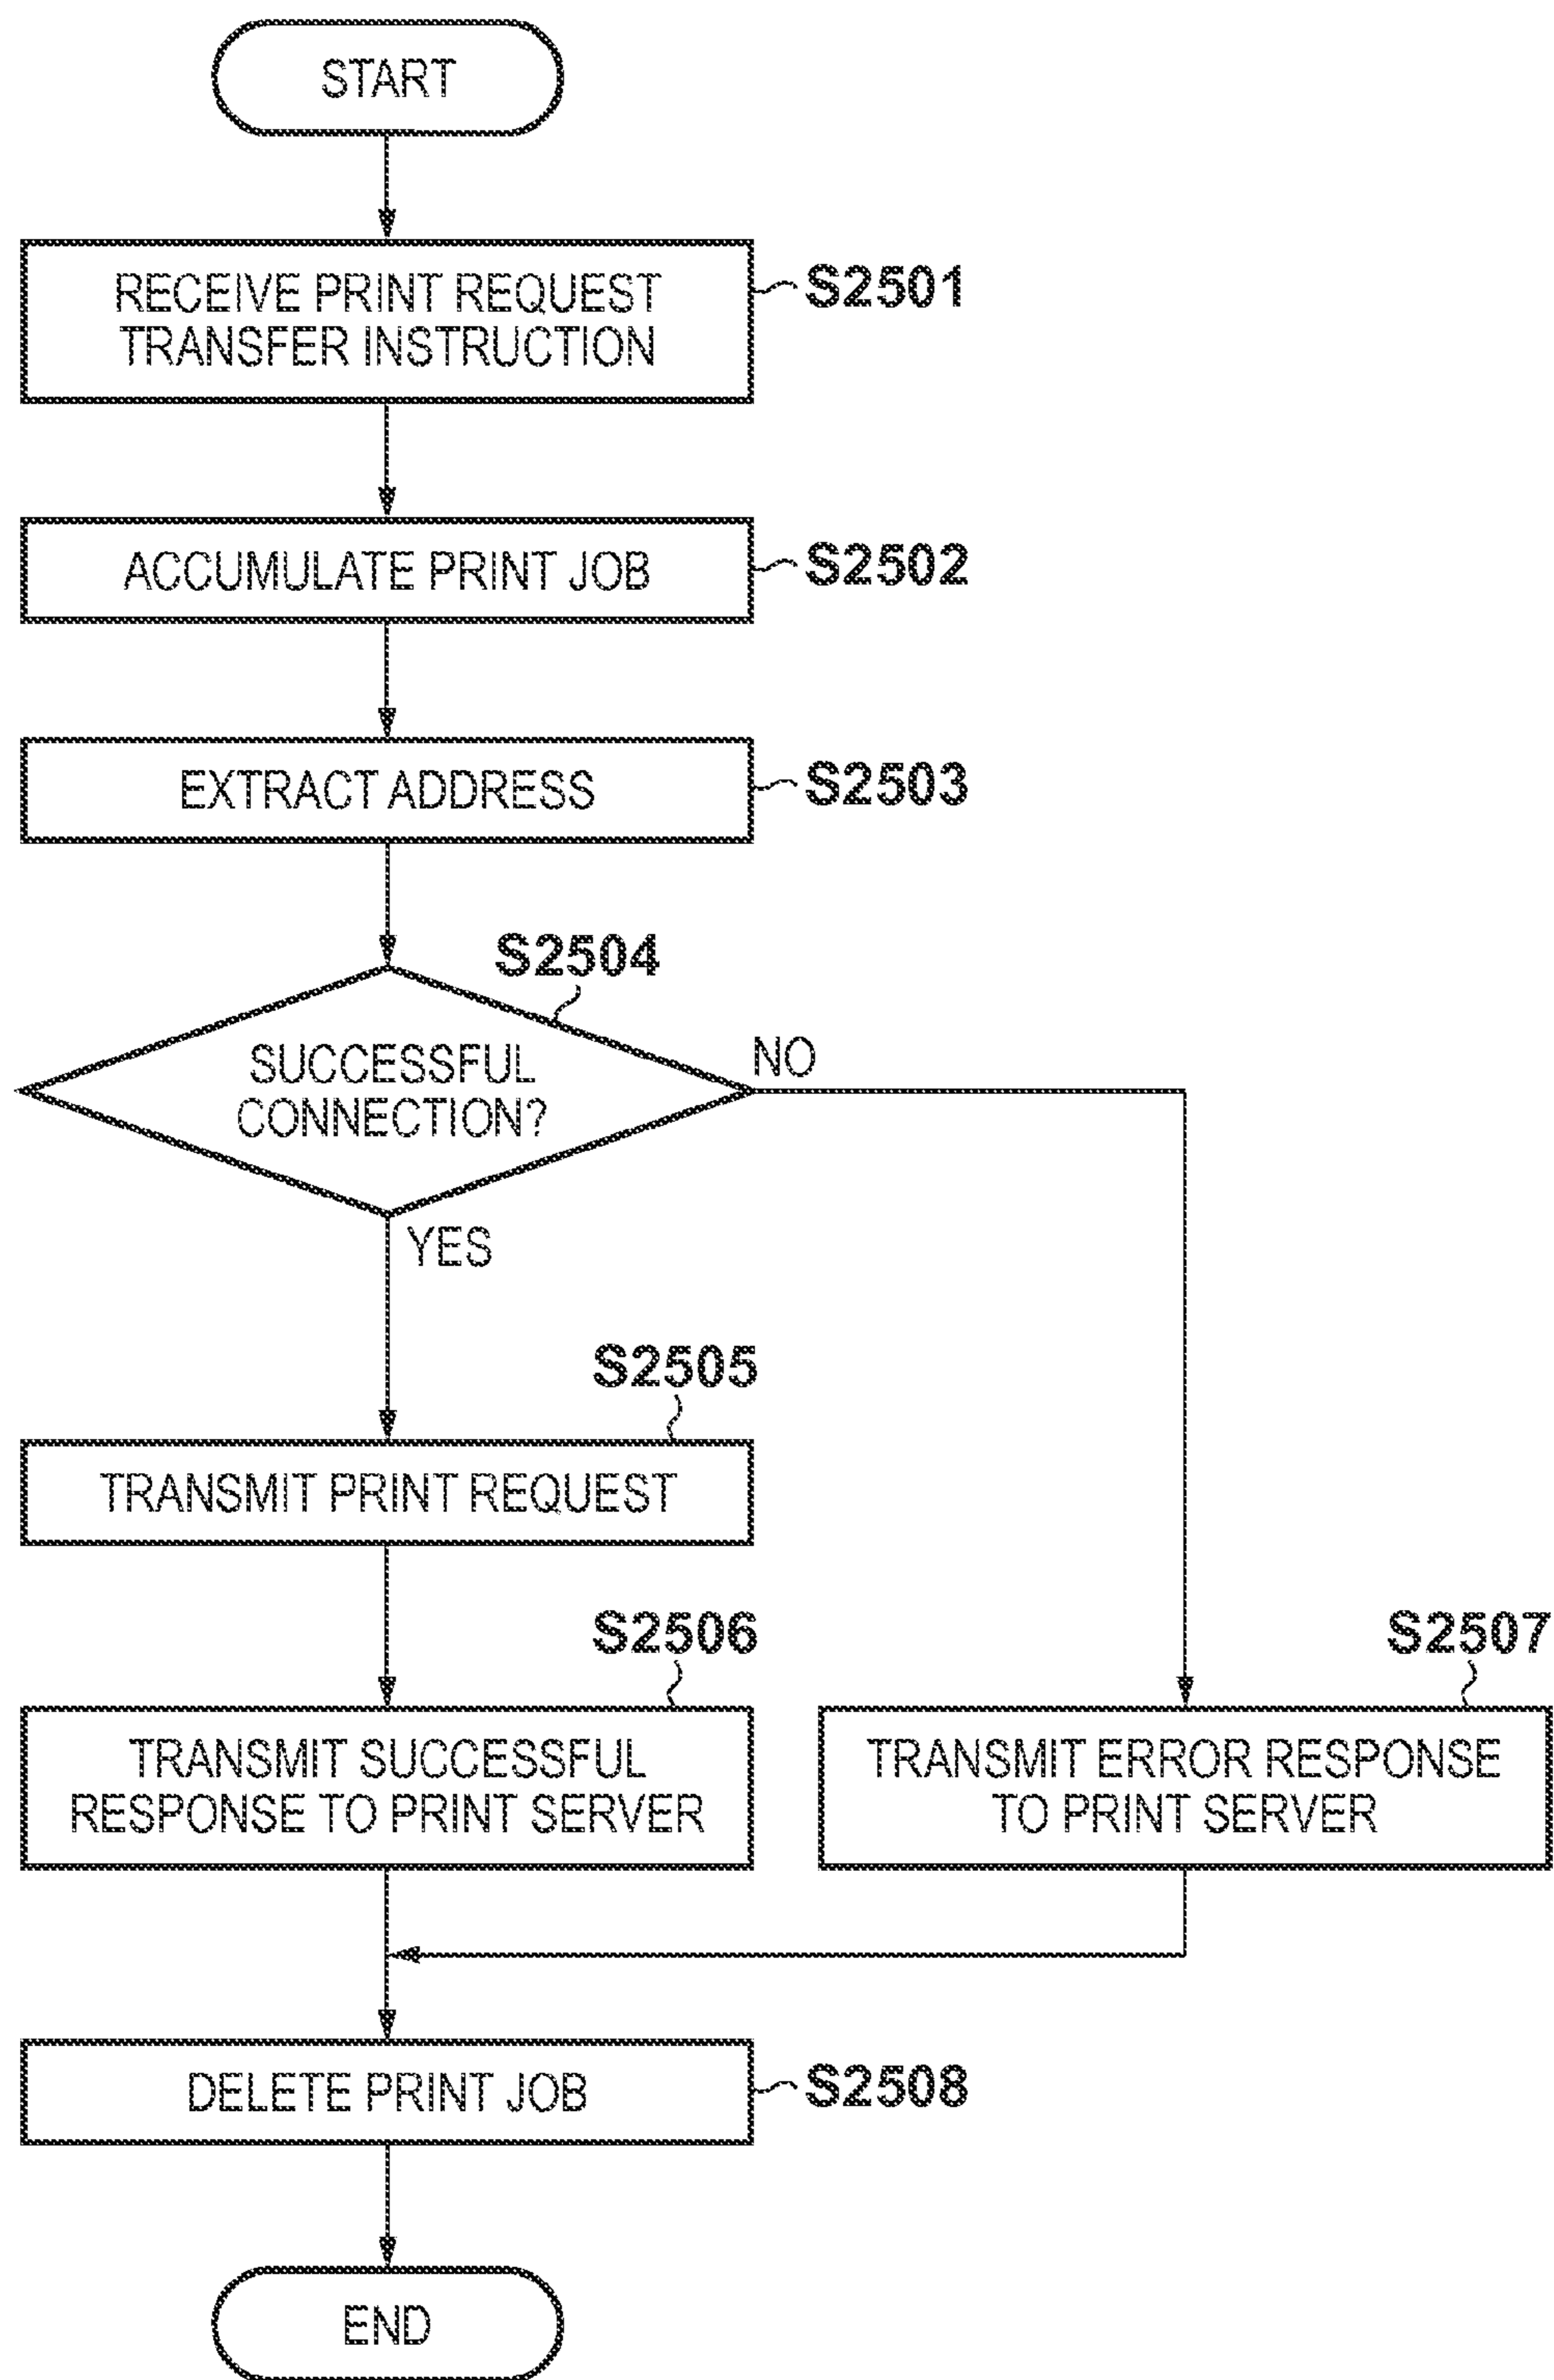 START
RECEIVE PRINT REQUEST
TRANSFER INSTRUCTION
S2501
ACCUMULATE PRINT JOB
S2502
EXTRACT ADDRESS
S2503
S2504
SUCCESSFUL
CONNECTION?
NO
YES
S2505
TRANSMIT PRINT REQUEST
S2506
TRANSMIT SUCCESSFUL
RESPONSE TO PRINT SERVER
S2507
TRANSMIT ERROR RESPONSE
TO PRINT SERVER
DELETE PRINT JOB
S2508
END